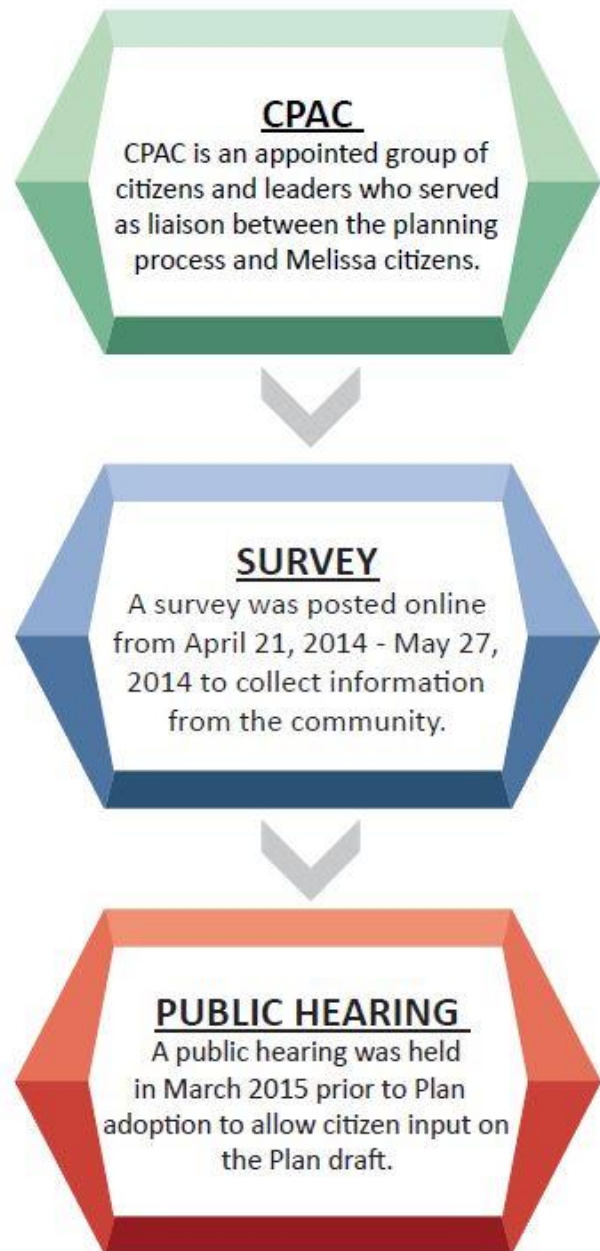 CPAC
CPAC is an appointed group of
citizens and leaders who served
as liaison between the planning
process and Melissa citizens.
SURVEY
A survey was posted online
from April 21, 2014 - May 27,
2014 to collect information
from the community.
PUBLIC HEARING
A public hearing was held
in March 2015 prior to Plan
adoption to allow citizen input on
the Plan draft.